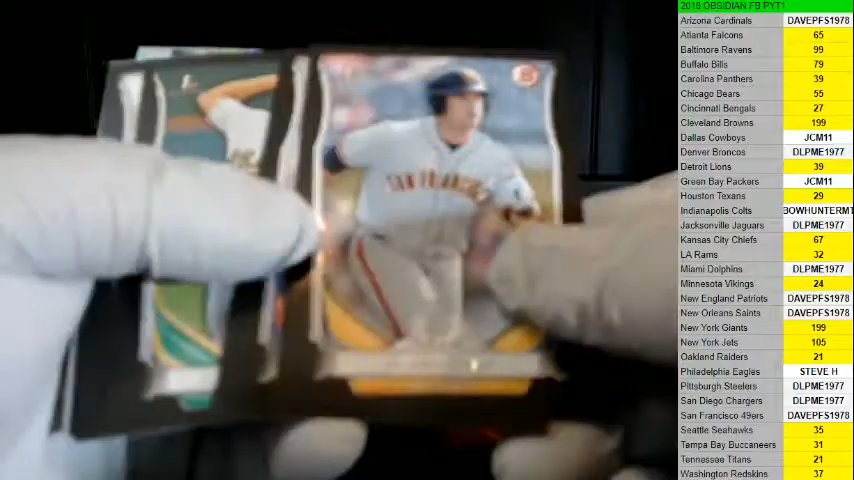 SAN FRANCISCO
2018 OBSIDIAN FB PYT1
Arizona Cardinals DAVEPFS1978
Atlanta Falcons 65
Baltimore Ravens 99
Buffalo Bills 79
Carolina Panthers 39
Chicago Bears 55
Cincinnati Bengals 27
Cleveland Browns 199
Dallas Cowboys JCM11
Denver Broncos DLPME1977
Detroit Lions 39
Green Bay Packers JCM11
Houston Texans 29
Indianapolis Colts BOWHUNTERMT
Jacksonville Jaguars DLPME1977
Kansas City Chiefs 67
LA Rams 32
Miami Dolphins DLPME1977
Minnesota Vikings 24
New England Patriots DAVEPFS1978
New Orleans Saints DAVEPFS1978
New York Giants 199
New York Jets 105
Oakland Raiders 21
Philadelphia Eagles STEVE H
Pittsburgh Steelers DLPME1977
San Diego Chargers DLPME1977
San Francisco 49ers DAVEPFS1978
Seattle Seahawks 35
Tampa Bay Buccaneers 31
Tennessee Titans 21
Washington Redskins 37